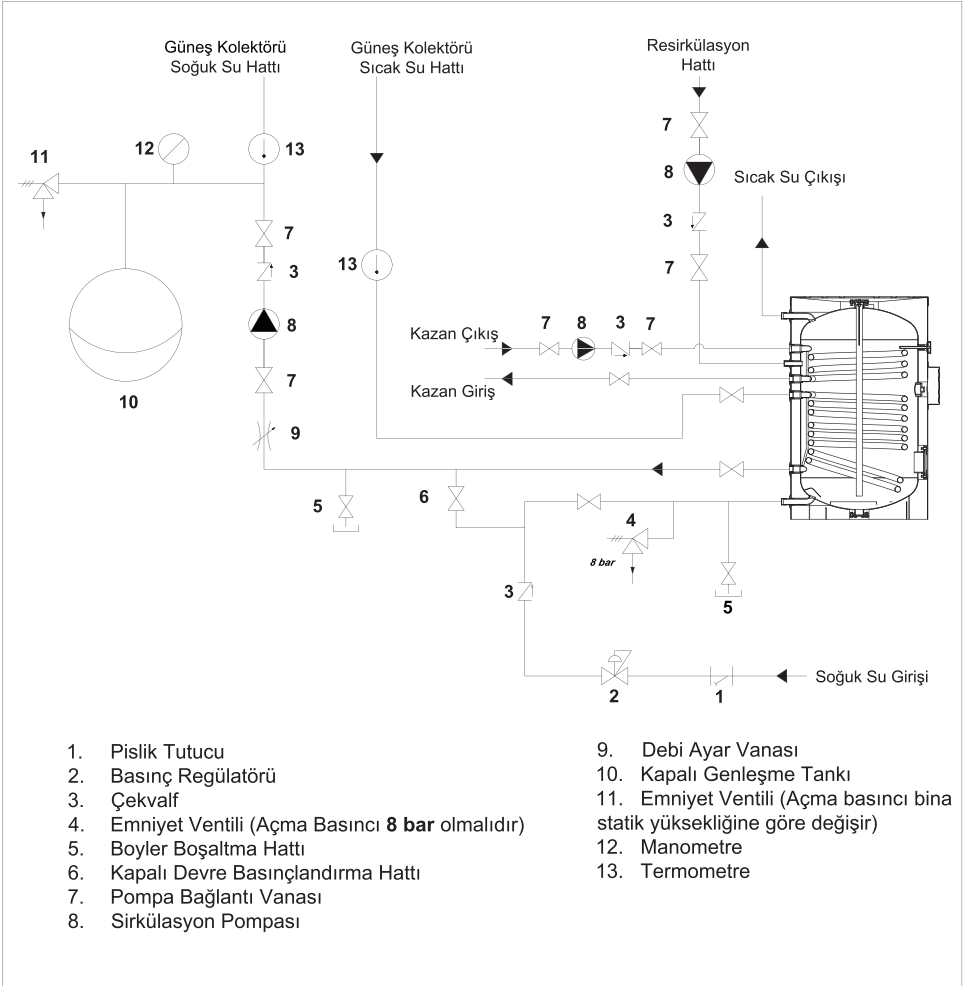 Güneş Kolektörü
Soğuk Su Hattı
Güneş Kolektörü
Sıcak Su Hattı
Resirkülasyon
Hattı
7
12
13
11
8
Sıcak Su Çıkışı
3
7
7
3
13
8
Kazan Çıkış
7
8
3
7
7
Kazan Giriş
10
9
5
6
4
8 bar
3
5
Soğuk Su Girişi
2
1
1. Pislik Tutucu
2. Basınç Regülatörü
3. Çekvalf
4. Emniyet Ventili (Açma Basıncı 8 bar olmalıdır)
5. Boyler Boşaltma Hattı
6. Kapalı Devre Basınçlandırma Hattı
7. Pompa Bağlantı Vanası
8. Sirkülasyon Pompası
9. Debi Ayar Vanası
10. Kapalı Genleşme Tankı
11. Emniyet Ventili (Açma basıncı bina
statik yüksekliğine göre değişir)
12. Manometre
13. Termometre